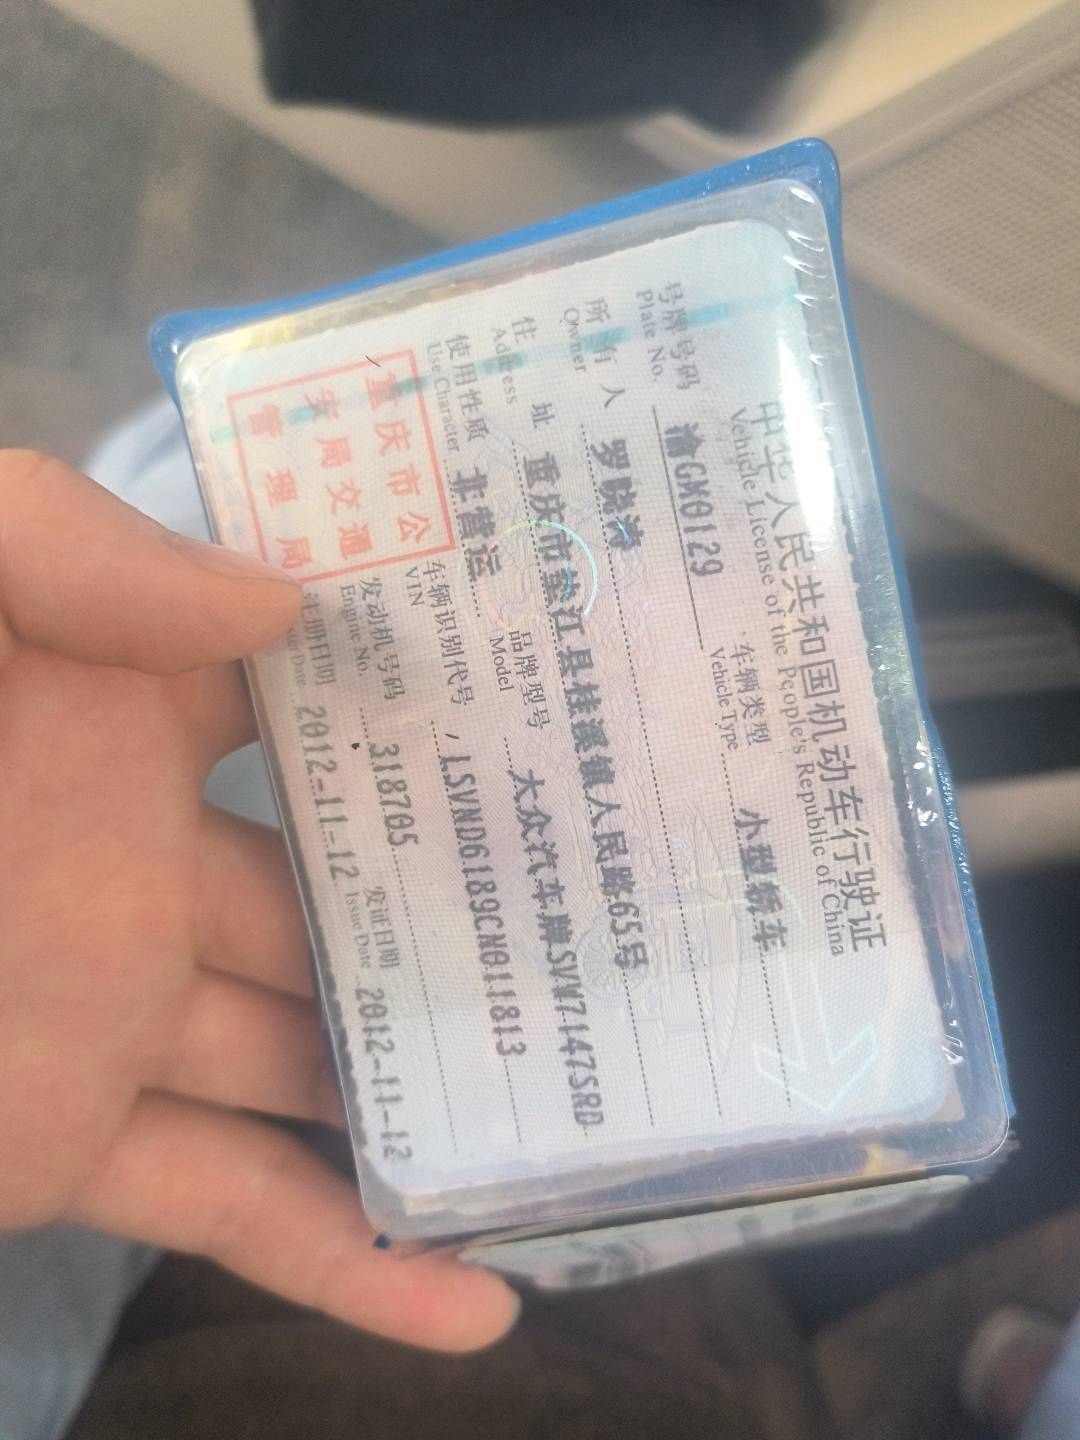 中华人民共和国机动车行驶证
Vehicle License of the People's Republic of China
号牌号码 渝GM0129 车辆类型 小型轿车
Plate No. Vehicle Type
所有人 罗晓涛
Owner
住址 重庆市垫江县桂溪镇人民路65号
Address
使用性质 非营运 品牌型号 大众汽车牌SVW7147SRD
Use Character Model
重庆市公
安局交通
管理局
车辆识别代号 LSVND6189CN011813
VIN
发动机号码 318705
Engine No.
注册日期 2012-11-12 发证日期 2012-11-12
Date Issue Date